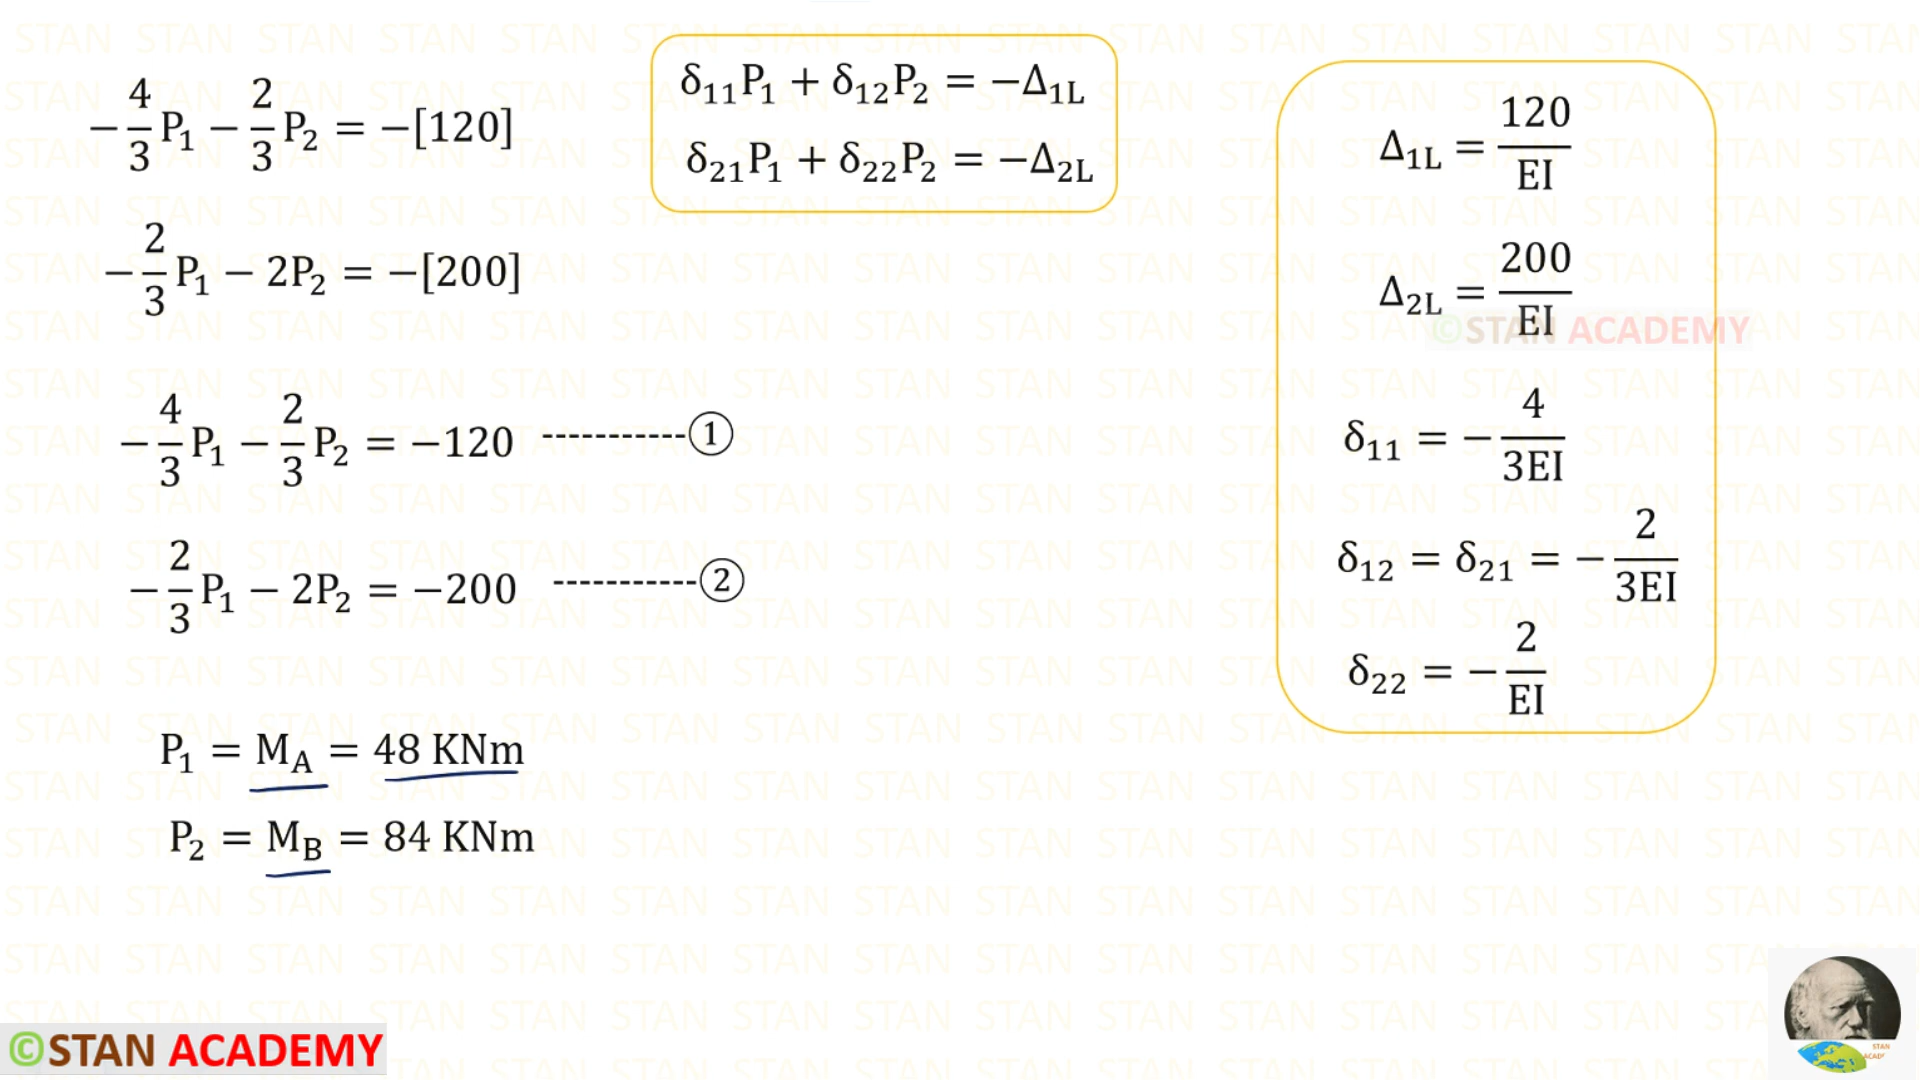 -4/3 P₁ - 2/3 P₂ = -[120]
-2/3 P₁ - 2P₂ = -[200]
-4/3 P₁ - 2/3 P₂ = -120 ----------- ①
-2/3 P₁ - 2P₂ = -200 ----------- ②
P₁ = M_A = 48 KNm
P₂ = M_B = 84 KNm
δ₁₁P₁ + δ₁₂P₂ = -Δ₁L
δ₂₁P₁ + δ₂₂P₂ = -Δ₂L
Δ₁L = 120/EI
Δ₂L = 200/EI
©STAN ACADEMY
δ₁₁ = -4/3EI
δ₁₂ = δ₂₁ = -2/3EI
δ₂₂ = -2/EI
©STAN ACADEMY
STAN